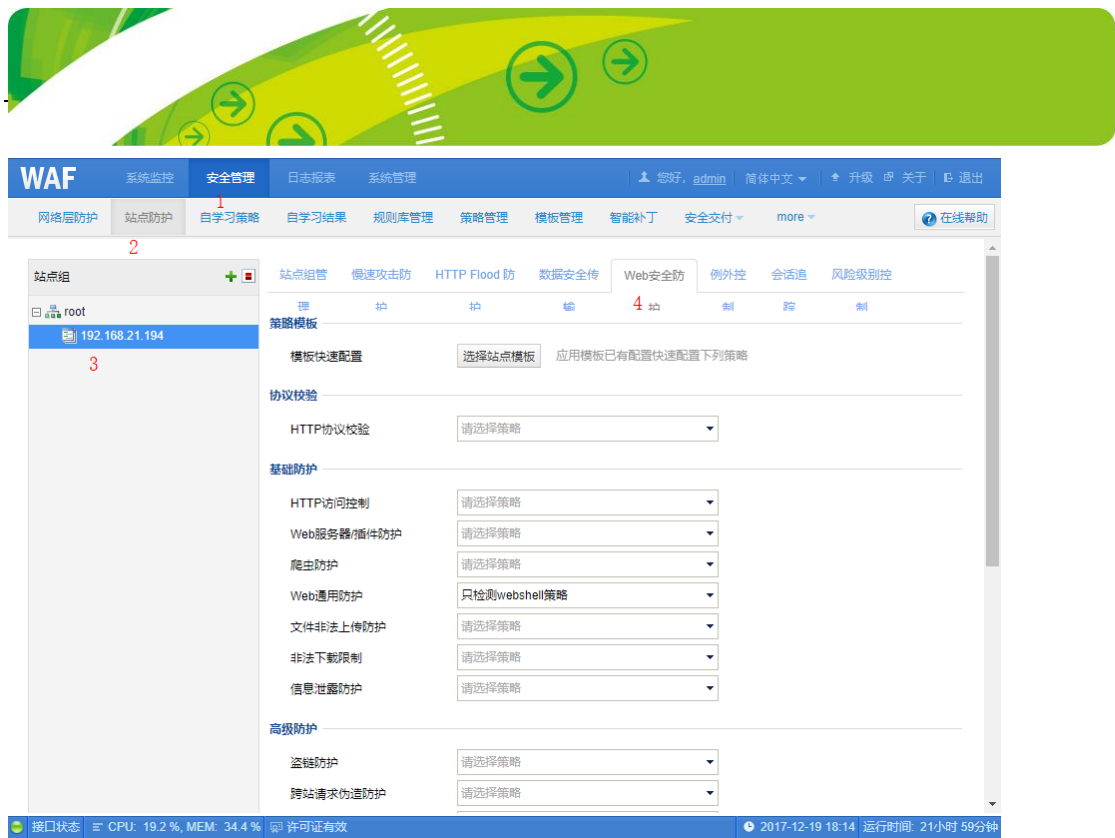 WAF 系统监控 安全管理 日志报表 系统管理 您好, admin 简体中文 升级 关于 退出
1
网络层防护 站点防护 自学习策略 自学习结果 规则库管理 策略管理 模板管理 智能补丁 安全交付 more 在线帮助
2
站点组 站点组管理 慢速攻击防护 HTTP Flood 防护 数据安全传输 Web安全防护 例外控制 会话追踪 风险级别控制
4
root
策略模板
192.168.21.194
3
模板快速配置 选择站点模板 应用模板已有配置快速配置下列策略
协议校验
HTTP协议校验 请选择策略
基础防护
HTTP访问控制 请选择策略
Web服务器/插件防护 请选择策略
爬虫防护 请选择策略
Web通用防护 只检测webshell策略
文件非法上传防护 请选择策略
非法下载限制 请选择策略
信息泄露防护 请选择策略
高级防护
盗链防护 请选择策略
跨站请求伪造防护 请选择策略
接口状态 CPU: 19.2 %, MEM: 34.4 % 许可证有效 2017-12-19 18:14 运行时间: 21小时 59分钟